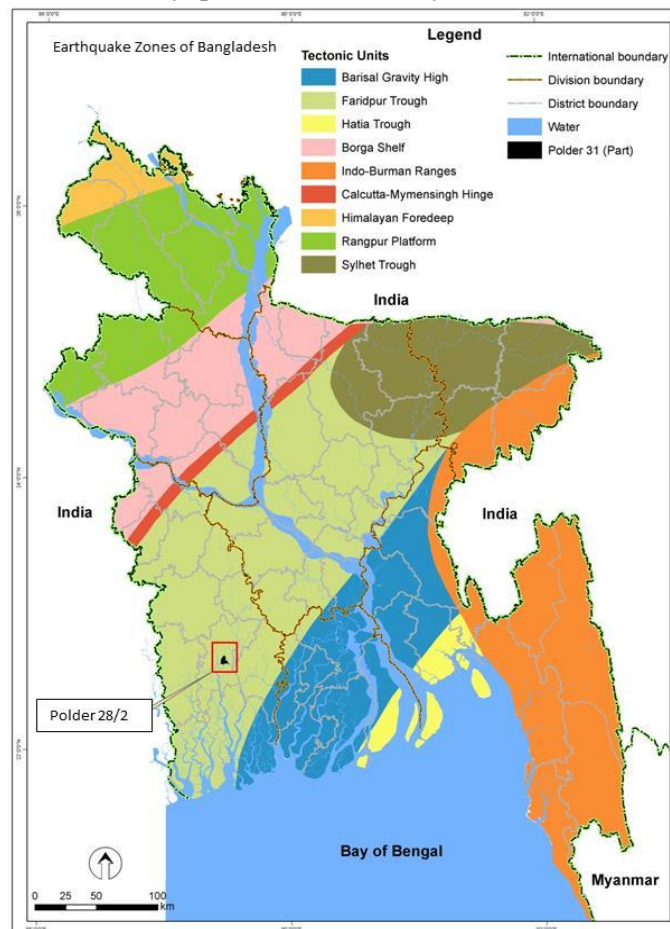 Earthquake Zones of Bangladesh
Legend
Tectonic Units
Barisal Gravity High
Faridpur Trough
Hatia Trough
Borga Shelf
Indo-Burman Ranges
Calcutta-Mymensingh Hinge
Himalayan Foredeep
Rangpur Platform
Sylhet Trough
International boundary
Division boundary
District boundary
Water
Polder 31 (Part)
India
India
India
Polder 28/2
Bay of Bengal
Myanmar
0 25 50 100
km